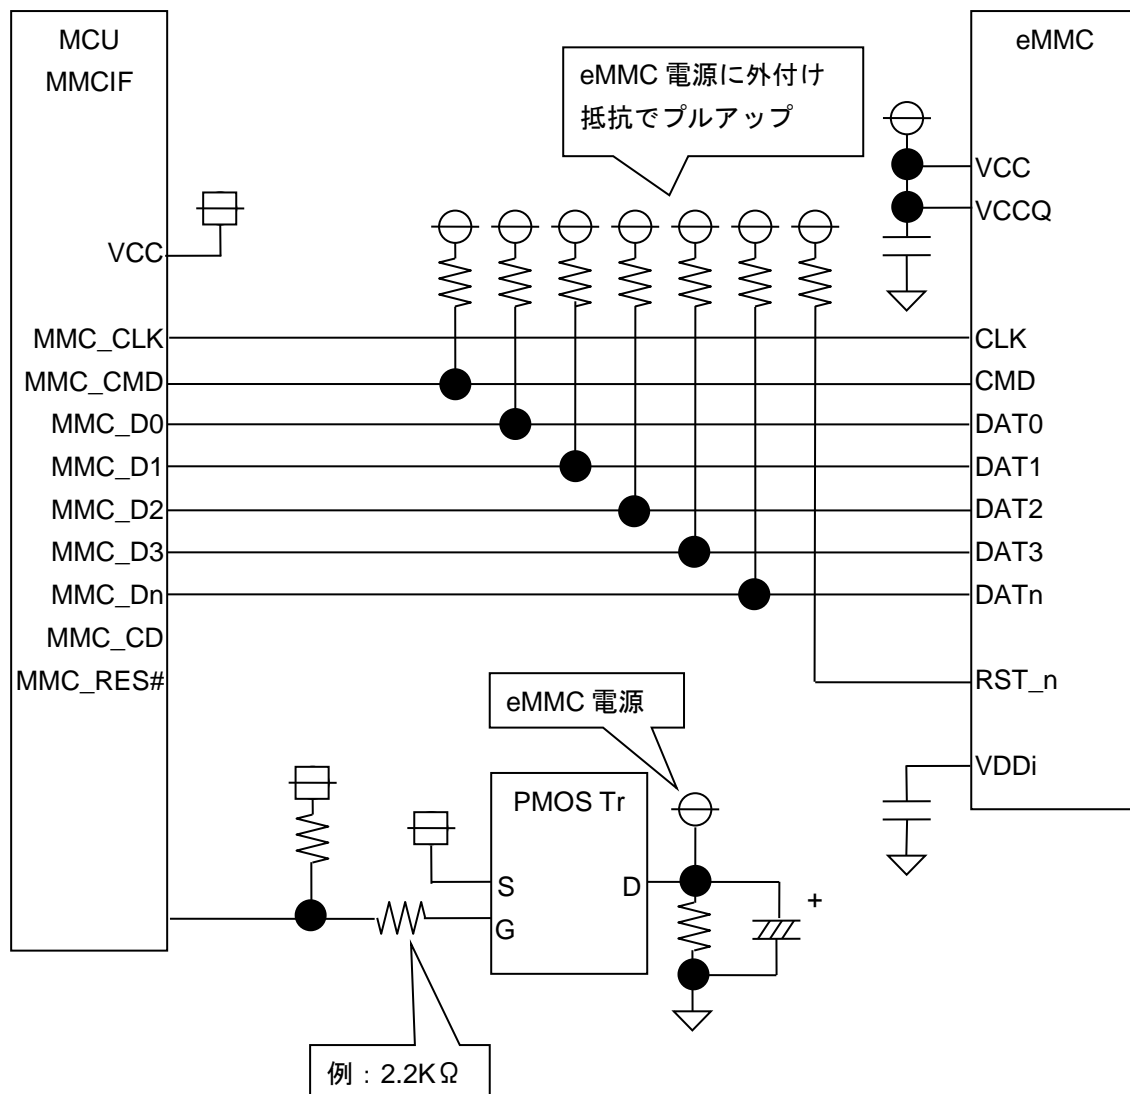 MCU
MMCIF
VCC
MMC_CLK
MMC_CMD
MMC_D0
MMC_D1
MMC_D2
MMC_D3
MMC_Dn
MMC_CD
MMC_RES#
eMMC 電源に外付け
抵抗でプルアップ
eMMC
VCC
VCCQ
CLK
CMD
DAT0
DAT1
DAT2
DAT3
DATn
RST_n
VDDi
eMMC 電源
PMOS Tr
S
G
D
+
例：2.2KΩ